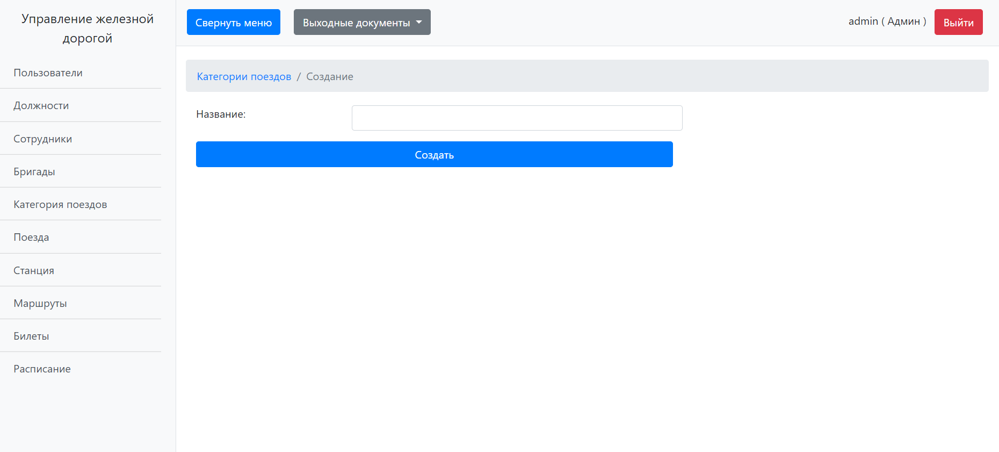 Управление железной
дорогой
Пользователи
Должности
Сотрудники
Бригады
Категория поездов
Поезда
Станция
Маршруты
Билеты
Расписание
Свернуть меню
Выходные документы
admin ( Админ )
Выйти
Категории поездов / Создание
Название:
Создать